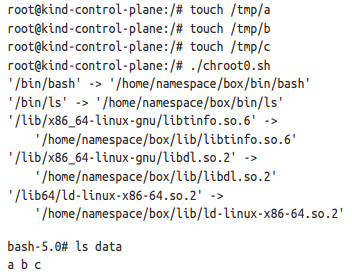 root@kind-control-plane:/# touch /tmp/a
root@kind-control-plane:/# touch /tmp/b
root@kind-control-plane:/# touch /tmp/c
root@kind-control-plane:/# ./chroot0.sh
'/bin/bash' -> '/home/namespace/box/bin/bash'
'/bin/ls' -> '/home/namespace/box/bin/ls'
'/lib/x86_64-linux-gnu/libtinfo.so.6' ->
    '/home/namespace/box/lib/libtinfo.so.6'
'/lib/x86_64-linux-gnu/libdl.so.2' ->
    '/home/namespace/box/lib/libdl.so.2'
'/lib64/ld-linux-x86-64.so.2' ->
    '/home/namespace/box/lib/ld-linux-x86-64.so.2'

bash-5.0# ls data
a b c